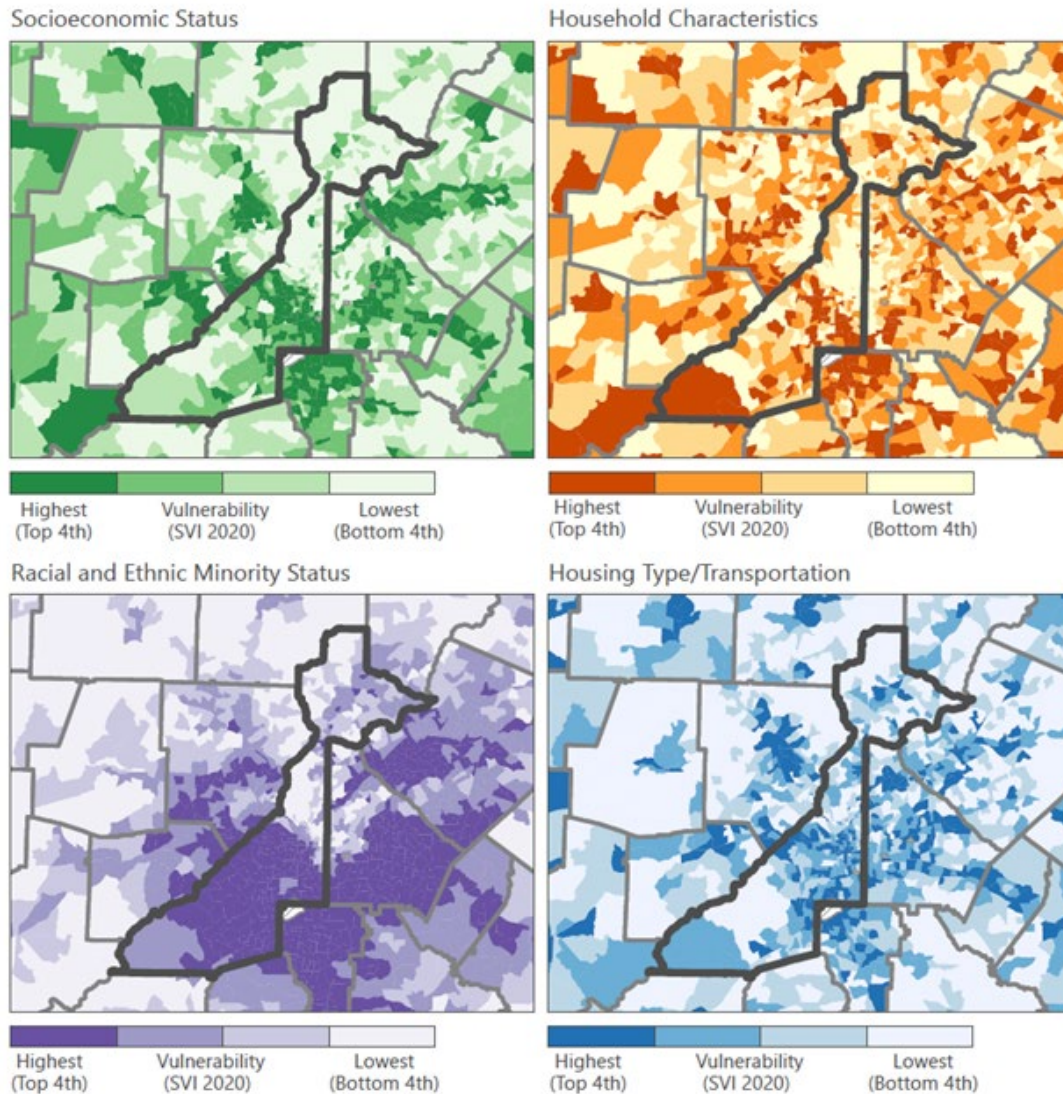 Socioeconomic Status
Household Characteristics
Highest Vulnerability Lowest
(Top 4th) (SVI 2020) (Bottom 4th)
Highest Vulnerability Lowest
(Top 4th) (SVI 2020) (Bottom 4th)
Racial and Ethnic Minority Status
Housing Type/Transportation
Highest Vulnerability Lowest
(Top 4th) (SVI 2020) (Bottom 4th)
Highest Vulnerability Lowest
(Top 4th) (SVI 2020) (Bottom 4th)